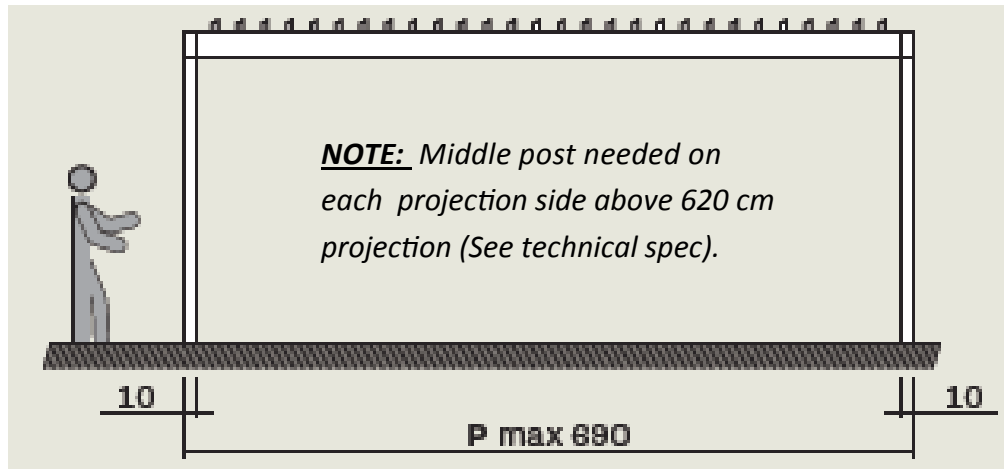 NOTE: Middle post needed on
each projection side above 620 cm
projection (See technical spec).
10
10
P max 690